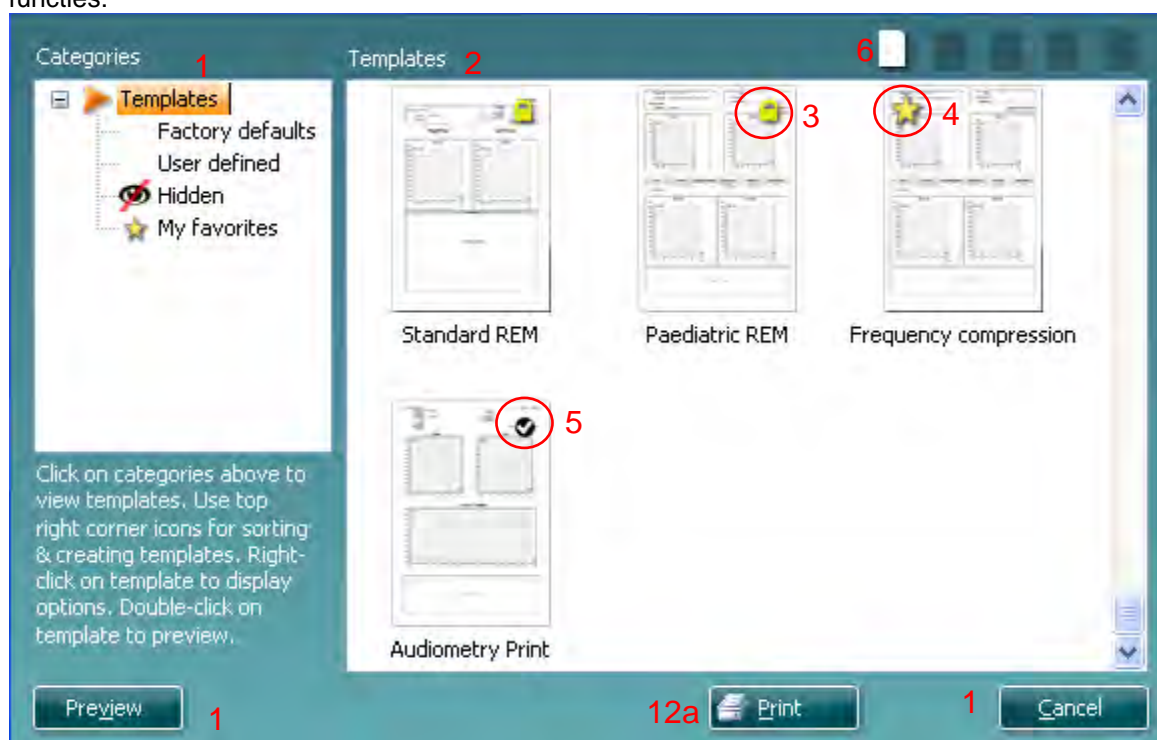 functies:
Categories 1
Templates 2
6
Templates
Factory defaults
User defined
Hidden
My favorites
3
4
Standard REM
Paediatric REM
Frequency compression
5
Audiometry Print
Click on categories above to
view templates. Use top
right corner icons for sorting
& creating templates. Right-
click on template to display
options. Double-click on
template to preview.
Preview
1
12a
Print
1
Cancel